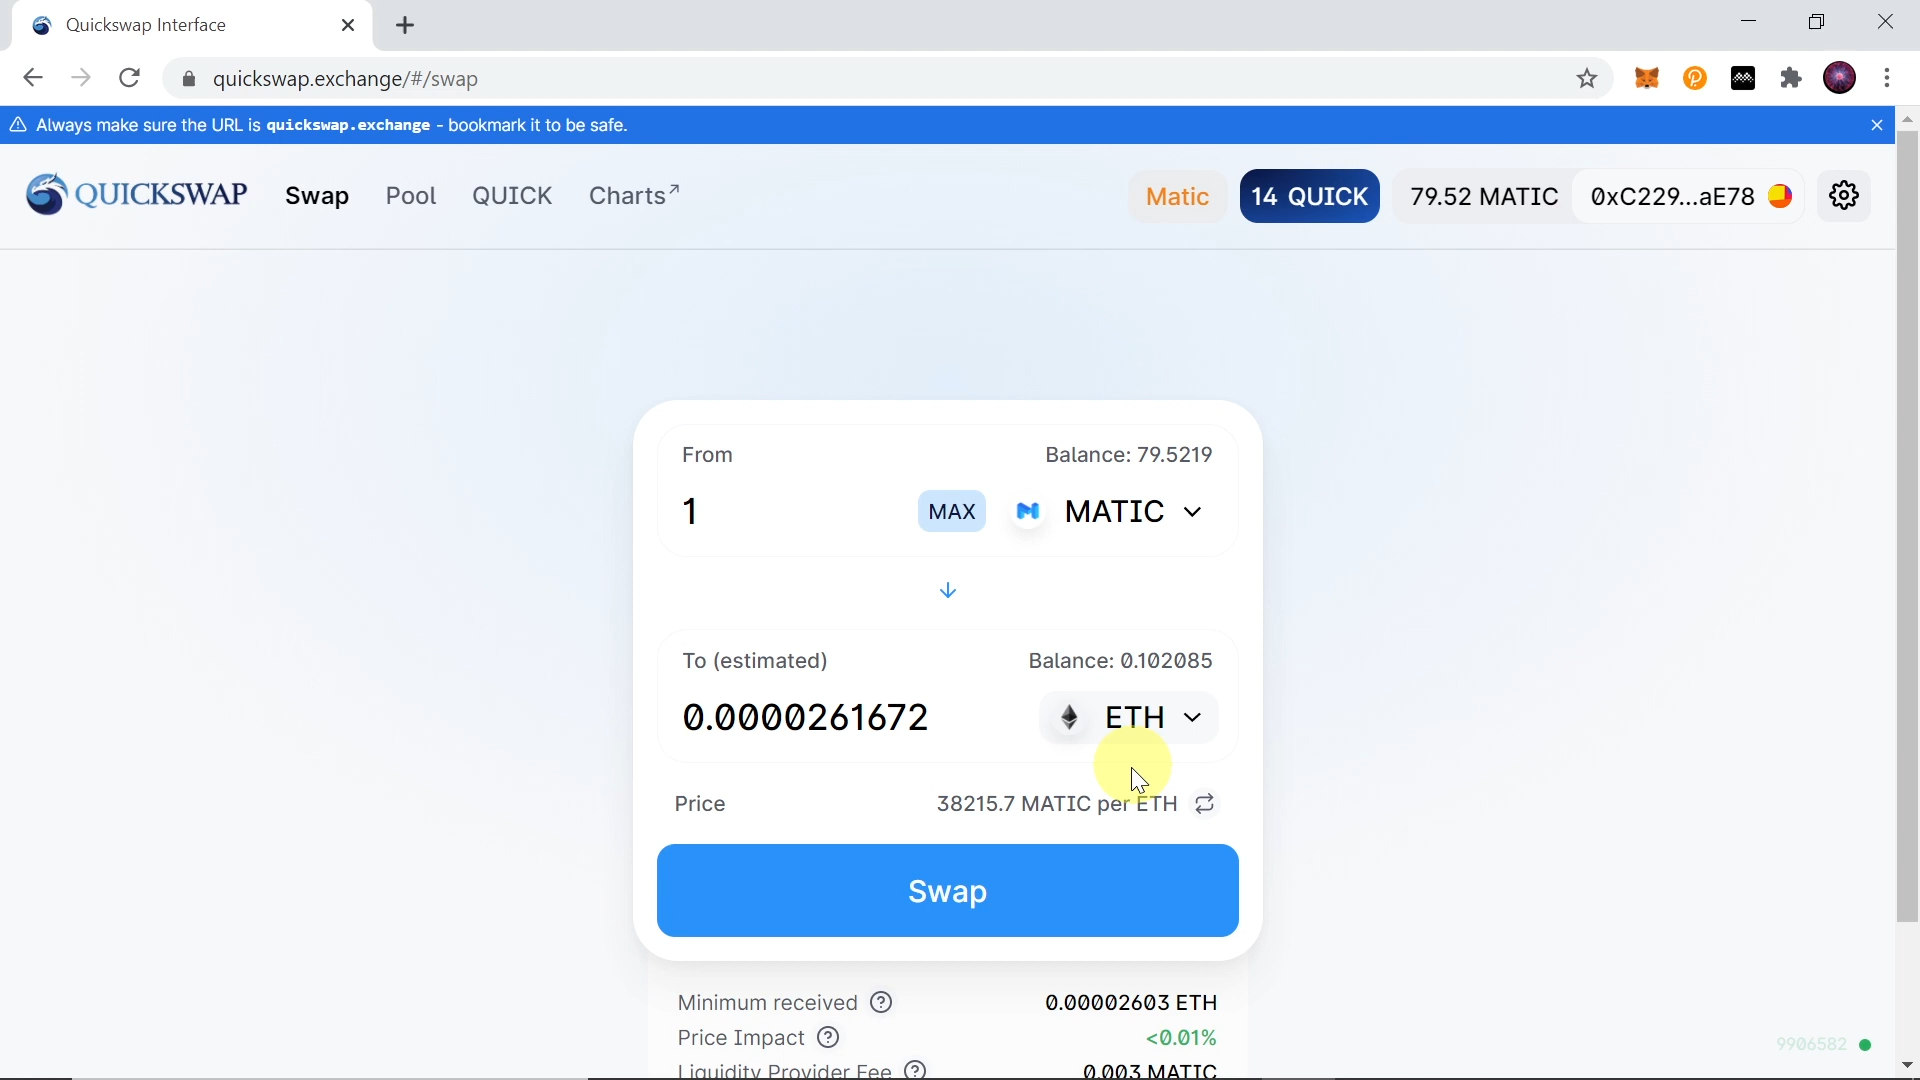 Quickswap Interface
quickswap.exchange/#/swap
Always make sure the URL is quickswap.exchange - bookmark it to be safe.
QUICKSWAP Swap Pool QUICK Charts↗ Matic 14 QUICK 79.52 MATIC 0xC229...aE78
From Balance: 79.5219
1 MAX MATIC
To (estimated) Balance: 0.102085
0.0000261672 ETH
Price 38215.7 MATIC per ETH
Swap
Minimum received ? 0.00002603 ETH
Price Impact ? <0.01%
Liquidity Provider Fee ? 0.003 MATIC
9906582